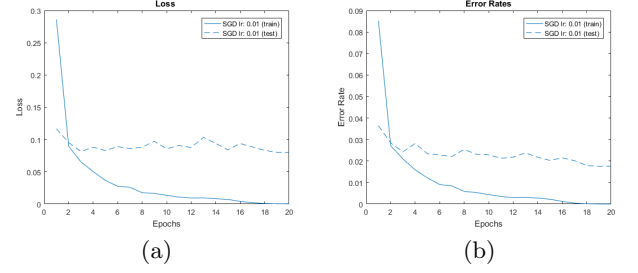 Loss
0.3
0.25
0.2
0.15
0.1
0.05
0
Loss
SGD lr: 0.01 (train)
SGD lr: 0.01 (test)
0 2 4 6 8 10 12 14 16 18 20
Epochs
(a)
Error Rates
0.09
0.08
0.07
0.06
0.05
0.04
0.03
0.02
0.01
0
Error Rate
SGD lr: 0.01 (train)
SGD lr: 0.01 (test)
0 2 4 6 8 10 12 14 16 18 20
Epochs
(b)